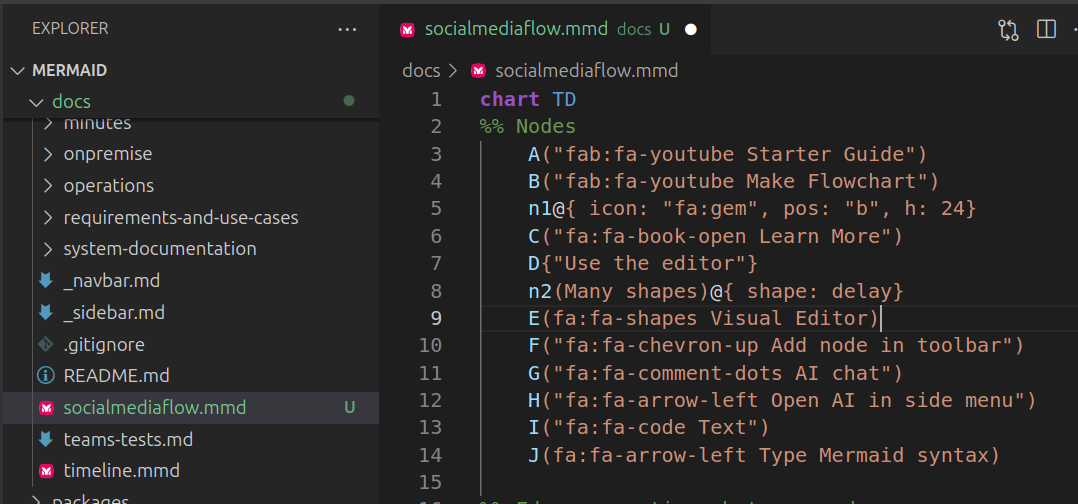 EXPLORER
MERMAID
docs
minutes
onpremise
operations
requirements-and-use-cases
system-documentation
_navbar.md
_sidebar.md
.gitignore
README.md
socialmediaflow.mmd U
teams-tests.md
timeline.mmd
packages
socialmediaflow.mmd docs U
docs > socialmediaflow.mmd
1 chart TD
2 %% Nodes
3 A("fab:fa-youtube Starter Guide")
4 B("fab:fa-youtube Make Flowchart")
5 n1@{ icon: "fa:gem", pos: "b", h: 24}
6 C("fa:fa-book-open Learn More")
7 D{"Use the editor"}
8 n2(Many shapes)@{ shape: delay}
9 E(fa:fa-shapes Visual Editor)
10 F("fa:fa-chevron-up Add node in toolbar")
11 G("fa:fa-comment-dots AI chat")
12 H("fa:fa-arrow-left Open AI in side menu")
13 I("fa:fa-code Text")
14 J(fa:fa-arrow-left Type Mermaid syntax)
15